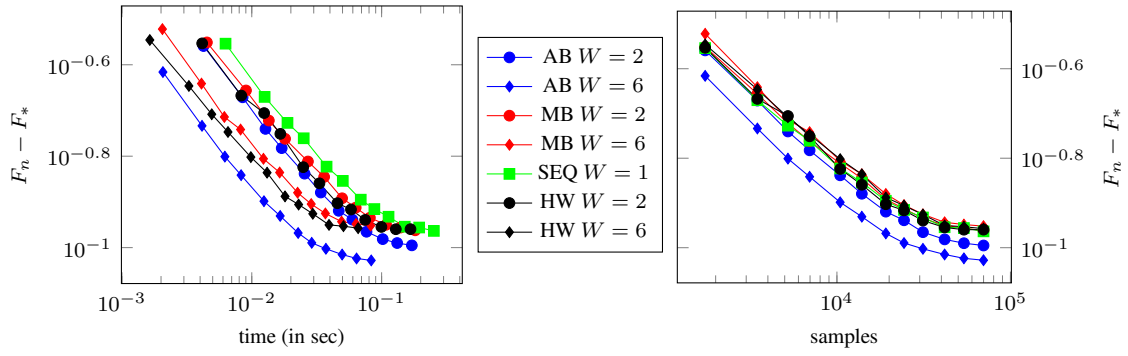 10^{-0.6}
10^{-0.8}
10^{-1}
F_n − F_*
10^{-3} 10^{-2} 10^{-1}
time (in sec)
AB W = 2
AB W = 6
MB W = 2
MB W = 6
SEQ W = 1
HW W = 2
HW W = 6
10^{-0.6}
10^{-0.8}
10^{-1}
F_n − F_*
10^4 10^5
samples